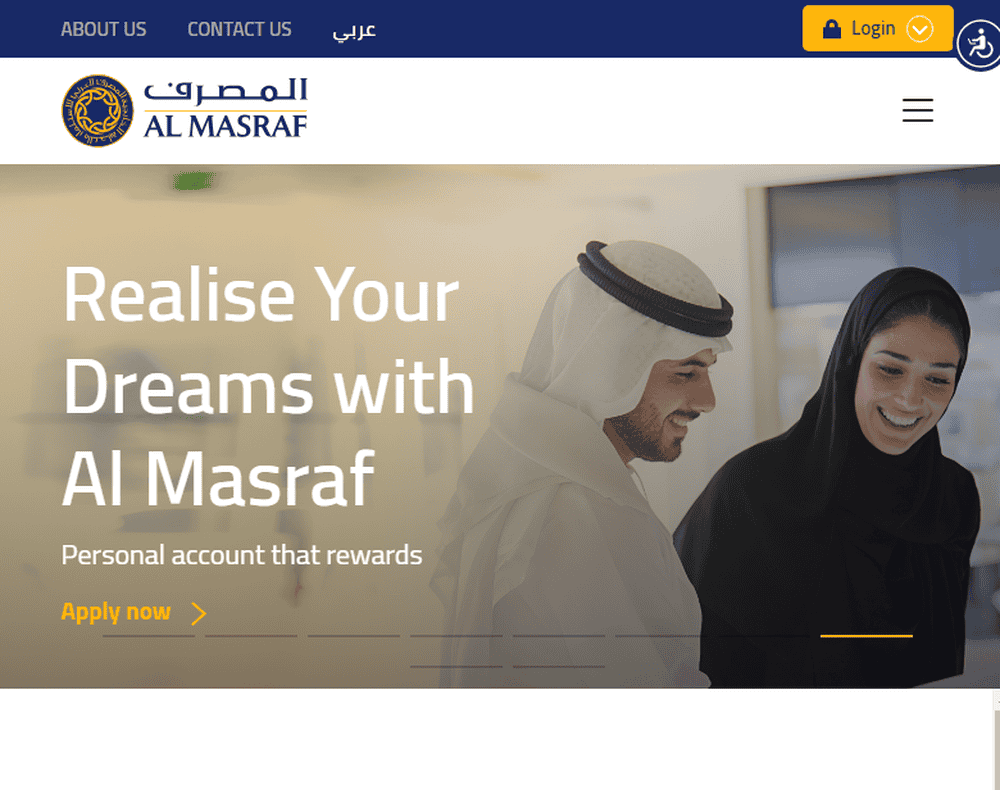 ABOUT US
CONTACT US
عربي
Login
المصرف
AL MASRAF
Realise Your
Dreams with
Al Masraf
Personal account that rewards
Apply now